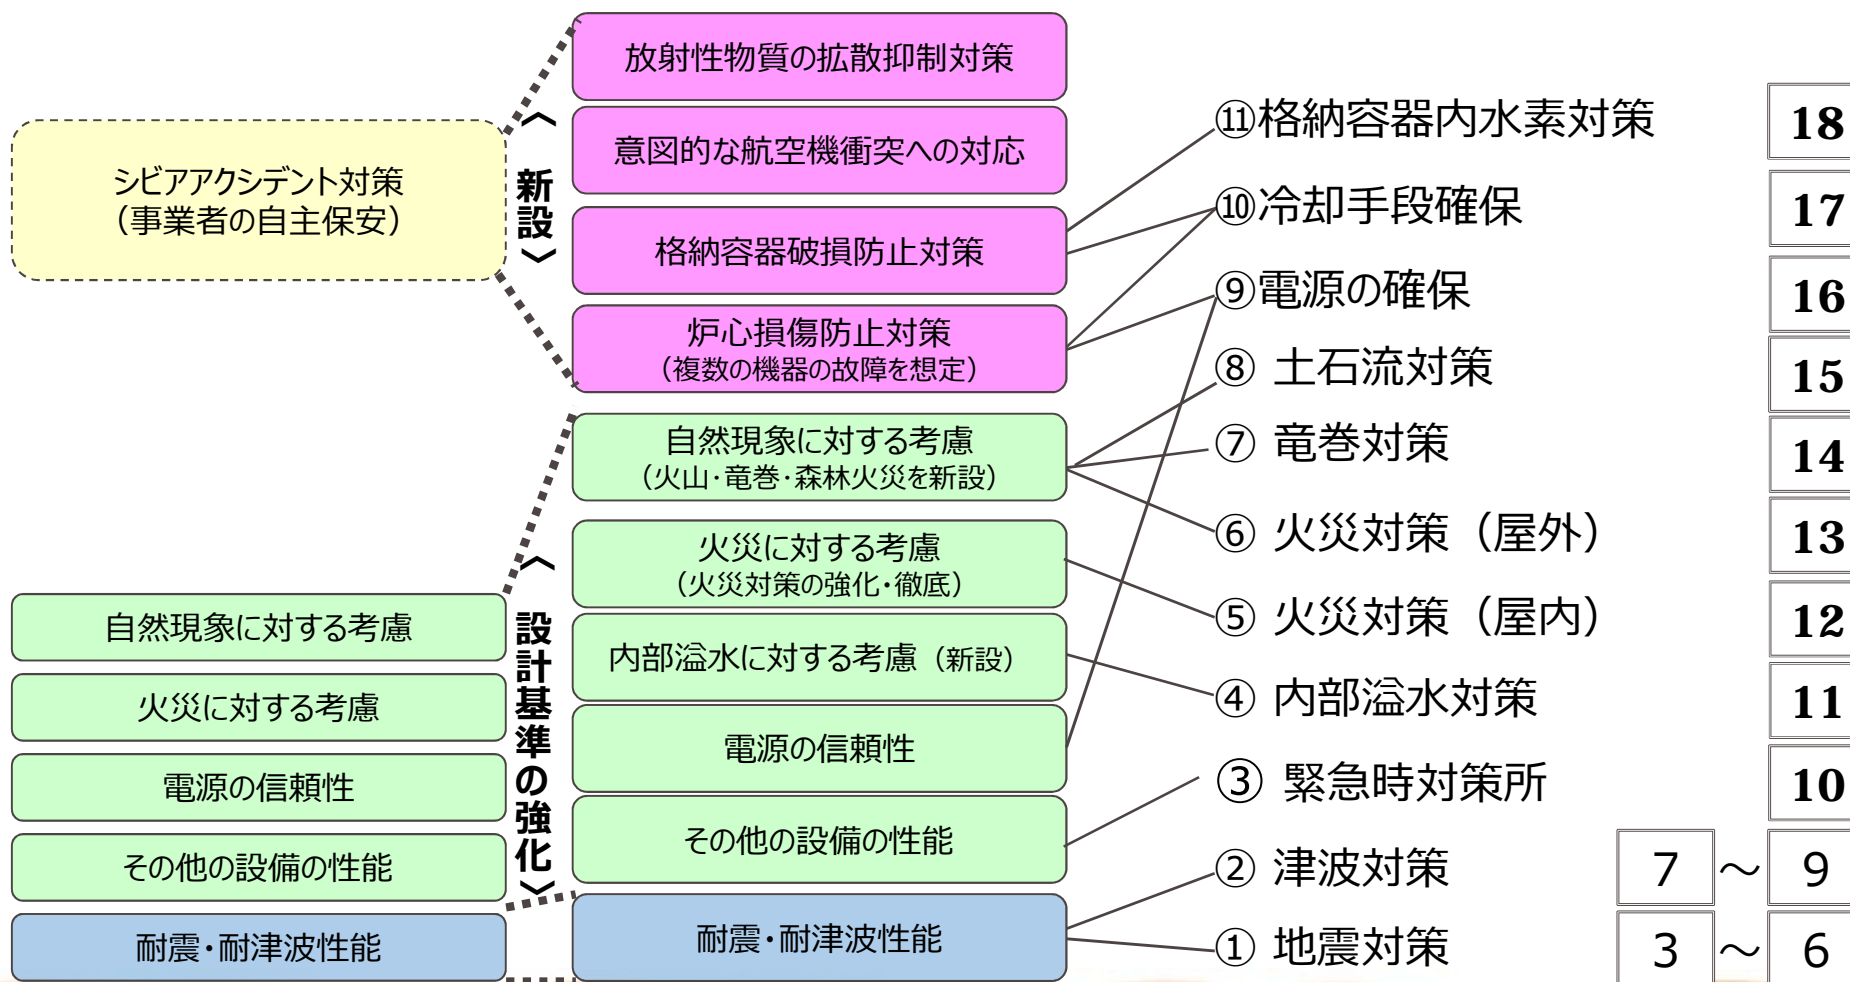 シビアアクシデント対策
（事業者の自主保安）
自然現象に対する考慮
火災に対する考慮
電源の信頼性
その他の設備の性能
耐震・耐津波性能
〈新設〉
〈設計基準の強化〉
放射性物質の拡散抑制対策
意図的な航空機衝突への対応
格納容器破損防止対策
炉心損傷防止対策
（複数の機器の故障を想定）
自然現象に対する考慮
（火山・竜巻・森林火災を新設）
火災に対する考慮
（火災対策の強化・徹底）
内部溢水に対する考慮（新設）
電源の信頼性
その他の設備の性能
耐震・耐津波性能
⑪格納容器内水素対策 18
⑩冷却手段確保 17
⑨電源の確保 16
⑧ 土石流対策 15
⑦ 竜巻対策 14
⑥ 火災対策（屋外） 13
⑤ 火災対策（屋内） 12
④ 内部溢水対策 11
③ 緊急時対策所 10
② 津波対策 7 ～ 9
① 地震対策 3 ～ 6